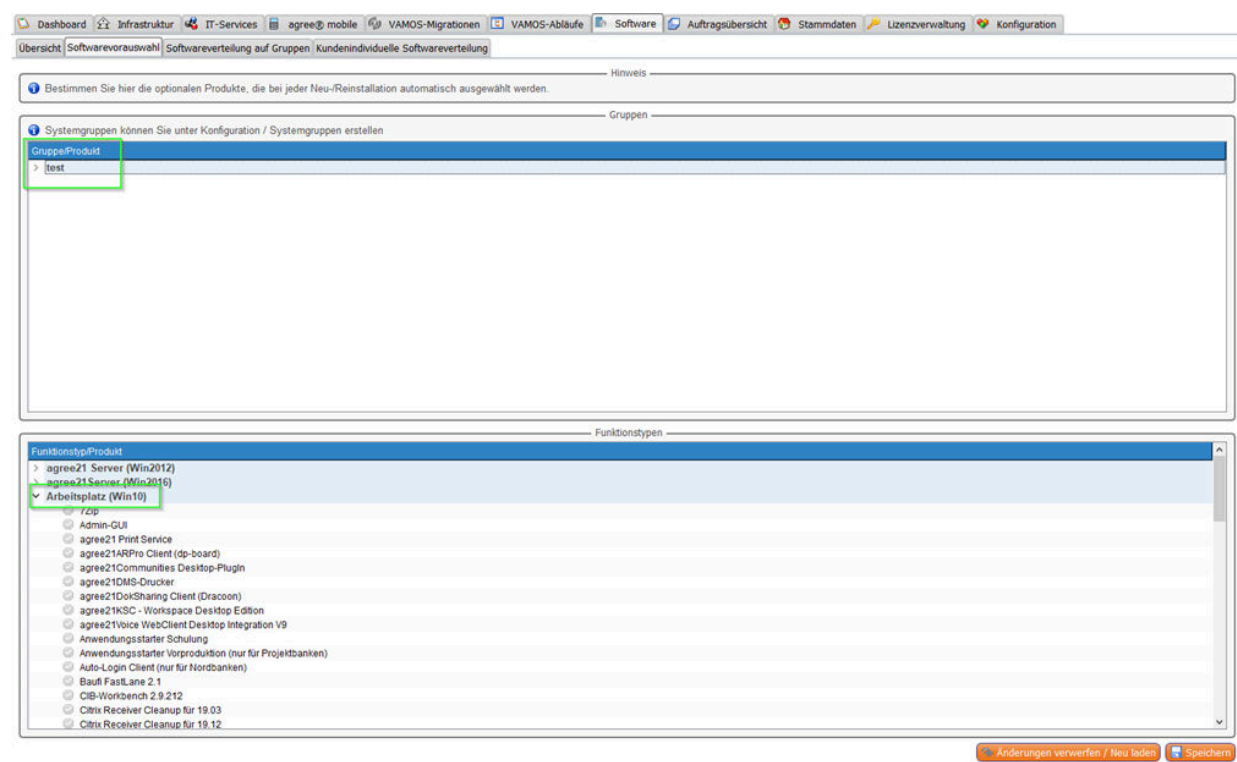 Dashboard Infrastruktur IT-Services agree® mobile VAMOS-Migrationen VAMOS-Abläufe Software Auftragsübersicht Stammdaten Lizenzverwaltung Konfiguration
Übersicht Softwarevorauswahl Softwareverteilung auf Gruppen Kundenindividuelle Softwareverteilung
Hinweis
Bestimmen Sie hier die optionalen Produkte, die bei jeder Neu-/Reinstallation automatisch ausgewählt werden.
Gruppen
Systemgruppen können Sie unter Konfiguration / Systemgruppen erstellen
Gruppe/Produkt
test
Funktionstypen
Funktionstyp/Produkt
agree21 Server (Win2012)
agree21Server (Win2016)
Arbeitsplatz (Win10)
7Zip
Admin-GUI
agree21 Print Service
agree21ARPro Client (dp-board)
agree21Communities Desktop-PlugIn
agree21DMS-Drucker
agree21DokSharing Client (Dracoon)
agree21KSC - Workspace Desktop Edition
agree21Voice WebClient Desktop Integration V9
Anwendungsstarter Schulung
Anwendungsstarter Vorproduktion (nur für Projektbanken)
Auto-Login Client (nur für Nordbanken)
Baufi FastLane 2.1
CIB-Workbench 2.9.212
Citrix Receiver Cleanup für 19.03
Citrix Receiver Cleanup für 19.12
Änderungen verwerfen / Neu laden Speichern